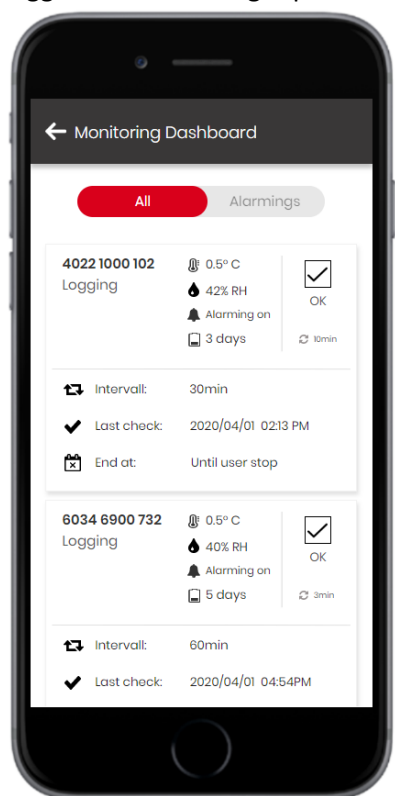 Monitoring Dashboard
All Alarmings
4022 1000 102
Logging
0.5° C
42% RH
Alarming on
3 days
OK
10min
Intervall: 30min
Last check: 2020/04/01 02:13 PM
End at: Until user stop
6034 6900 732
Logging
0.5° C
40% RH
Alarming on
5 days
OK
3min
Intervall: 60min
Last check: 2020/04/01 04:54PM